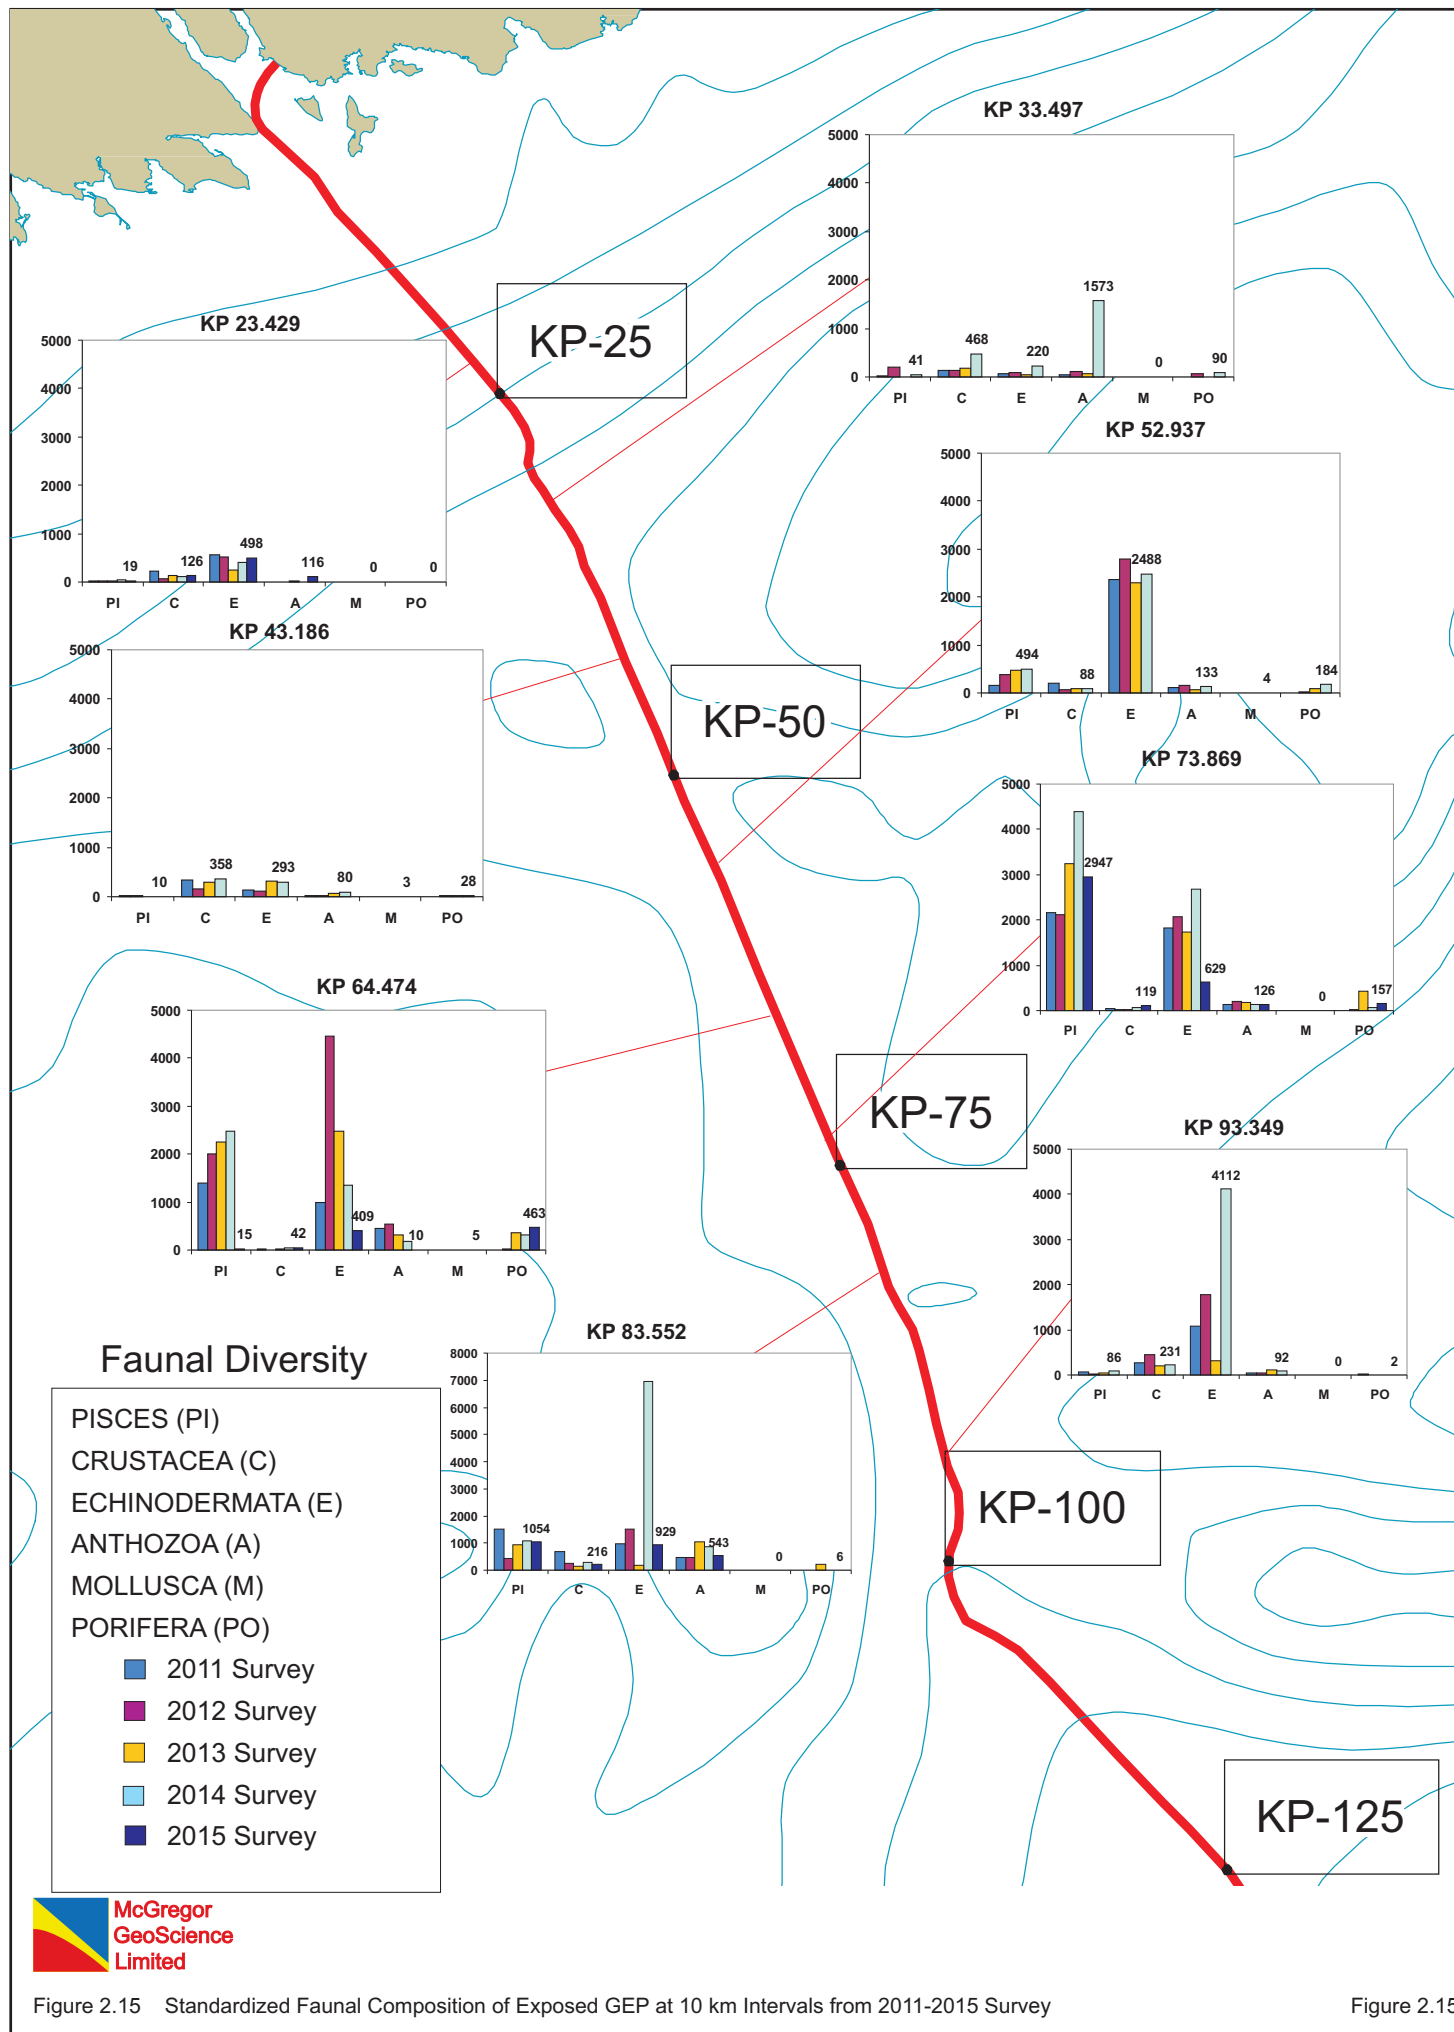 KP 33.497
5000
4000
3000
2000
1000
0
41
468
220
1573
0
90
PI C E A M PO
KP-25
KP 23.429
5000
4000
3000
2000
1000
0
19
126
498
116
0
0
PI C E A M PO
KP 52.937
5000
4000
3000
2000
1000
0
494
88
2488
133
4
184
PI C E A M PO
KP 43.186
5000
4000
3000
2000
1000
0
10
358
293
80
3
28
PI C E A M PO
KP-50
KP 73.869
5000
4000
3000
2000
1000
0
2947
119
629
126
0
157
PI C E A M PO
KP 64.474
5000
4000
3000
2000
1000
0
15
42
409
10
5
463
PI C E A M PO
KP-75
KP 93.349
5000
4000
3000
2000
1000
0
86
231
4112
92
0
2
PI C E A M PO
KP 83.552
8000
7000
6000
5000
4000
3000
2000
1000
0
1054
216
929
543
0
6
PI C E A M PO
KP-100
KP-125
Faunal Diversity
PISCES (PI)
CRUSTACEA (C)
ECHINODERMATA (E)
ANTHOZOA (A)
MOLLUSCA (M)
PORIFERA (PO)
2011 Survey
2012 Survey
2013 Survey
2014 Survey
2015 Survey
McGregor
GeoScience
Limited
Figure 2.15 Standardized Faunal Composition of Exposed GEP at 10 km Intervals from 2011-2015 Survey
Figure 2.15